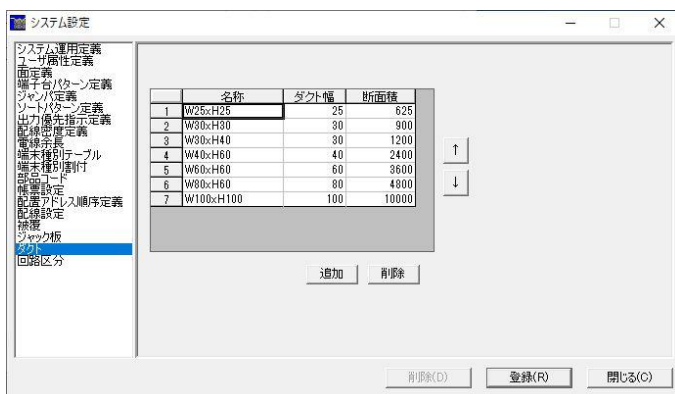 システム設定
システム運用定義
ユーザ属性定義
面定義
端子台パターン定義
ジャンパ定義
ソートパターン定義
出力優先指示定義
配線密度定義
電線余長
端末種別テーブル
端末種別割付
部品コード
帳票設定
配置アドレス順序定義
配線設定
被覆
ジャック板
ダクト
回路区分
名称 ダクト幅 断面積
1 W25xH25 25 625
2 W30xH30 30 900
3 W30xH40 30 1200
4 W40xH60 40 2400
5 W60xH60 60 3600
6 W80xH60 80 4800
7 W100xH100 100 10000
↑
↓
追加 削除
削除(D) 登録(R) 閉じる(C)